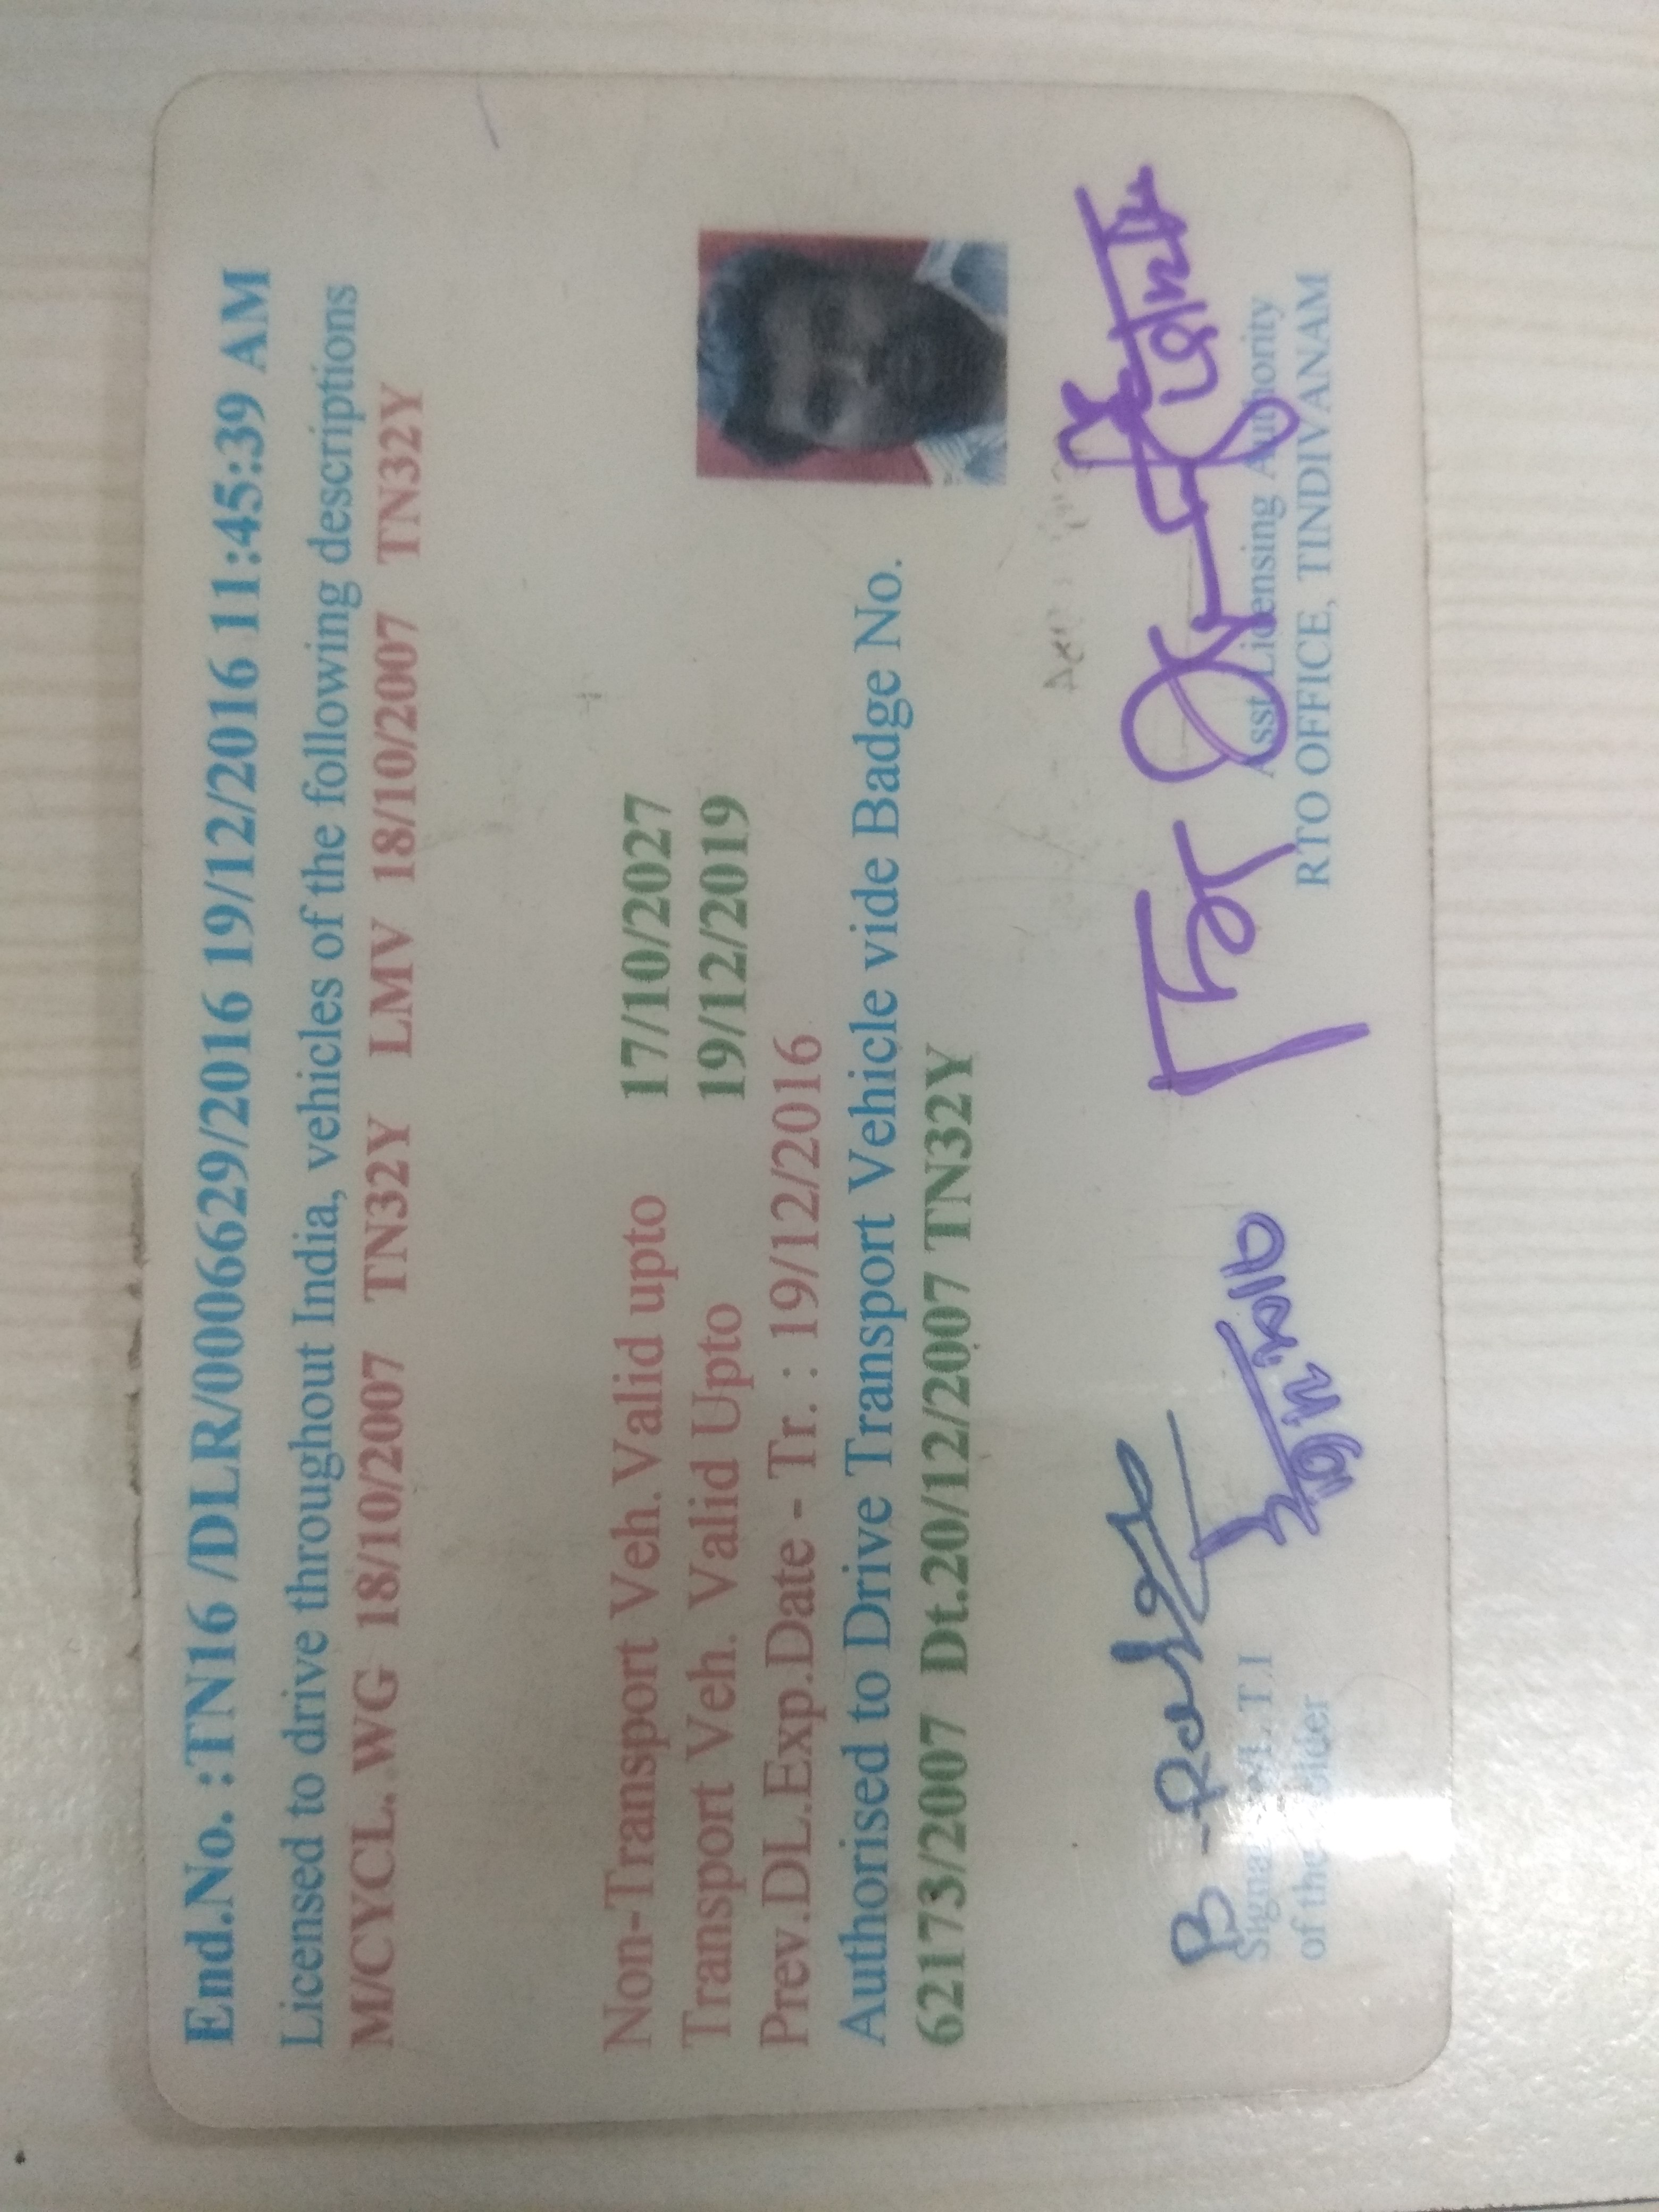 End.No. :TN16 /DLR/0006629/2016 19/12/2016 11:45:39 AM
Licensed to drive throughout India, vehicles of the following descriptions
M/CYCL.WG 18/10/2007 TN32Y LMV 18/10/2007 TN32Y
Non-Transport Veh.Valid upto 17/10/2027
Transport Veh. Valid Upto 19/12/2019
Prev.DL.Exp.Date - Tr. : 19/12/2016
Authorised to Drive Transport Vehicle vide Badge No.
62173/2007 Dt.20/12/2007 TN32Y
Asst Licensing Authority
T.I
of the
RTO OFFICE, TINDIVANAM